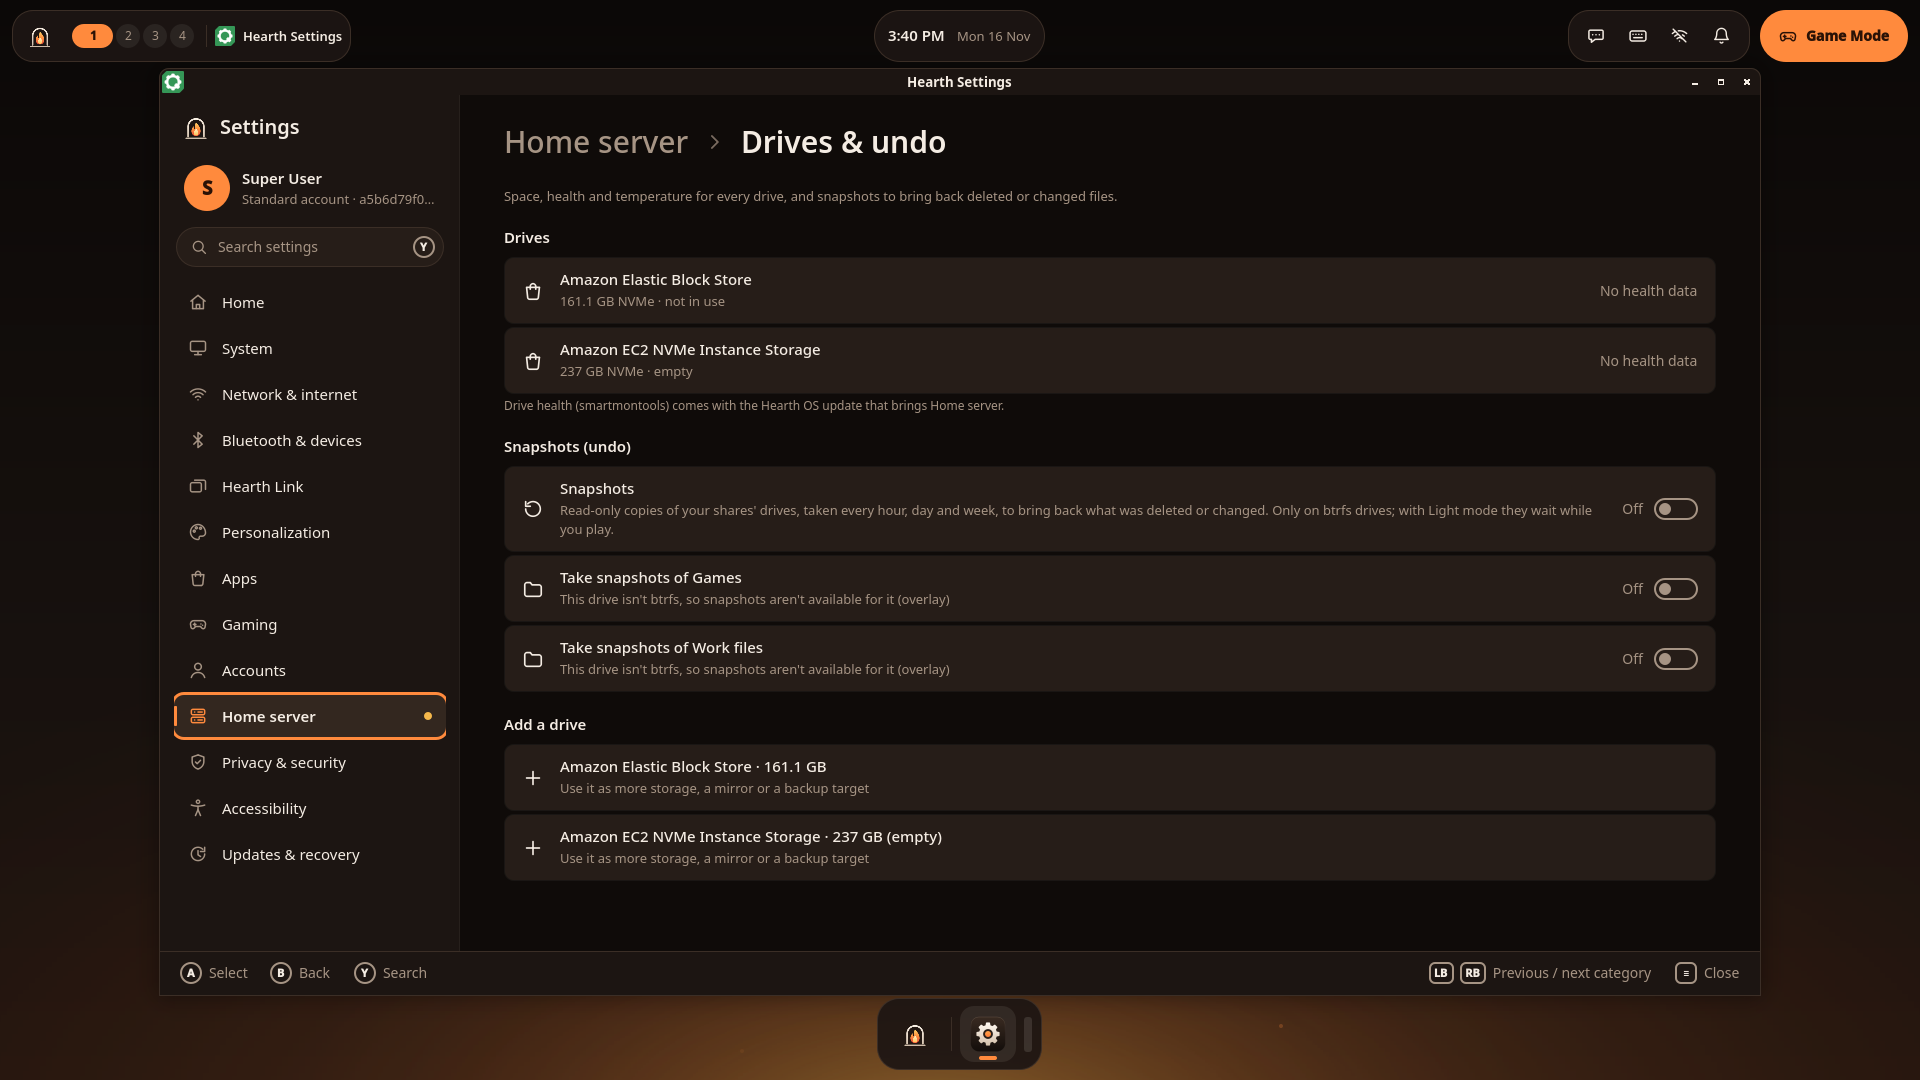 1 2 3 4 Hearth Settings
3:40 PM Mon 16 Nov
Game Mode
Hearth Settings
Settings
S
Super User
Standard account · a5b6d79f0...
Search settings Y
Home
System
Network & internet
Bluetooth & devices
Hearth Link
Personalization
Apps
Gaming
Accounts
Home server
Privacy & security
Accessibility
Updates & recovery
Home server > Drives & undo
Space, health and temperature for every drive, and snapshots to bring back deleted or changed files.
Drives
Amazon Elastic Block Store
161.1 GB NVMe · not in use
No health data
Amazon EC2 NVMe Instance Storage
237 GB NVMe · empty
No health data
Drive health (smartmontools) comes with the Hearth OS update that brings Home server.
Snapshots (undo)
Snapshots
Read-only copies of your shares' drives, taken every hour, day and week, to bring back what was deleted or changed. Only on btrfs drives; with Light mode they wait while
you play.
Off
Take snapshots of Games
This drive isn't btrfs, so snapshots aren't available for it (overlay)
Off
Take snapshots of Work files
This drive isn't btrfs, so snapshots aren't available for it (overlay)
Off
Add a drive
Amazon Elastic Block Store · 161.1 GB
Use it as more storage, a mirror or a backup target
Amazon EC2 NVMe Instance Storage · 237 GB (empty)
Use it as more storage, a mirror or a backup target
A Select B Back Y Search
LB RB Previous / next category ≡ Close